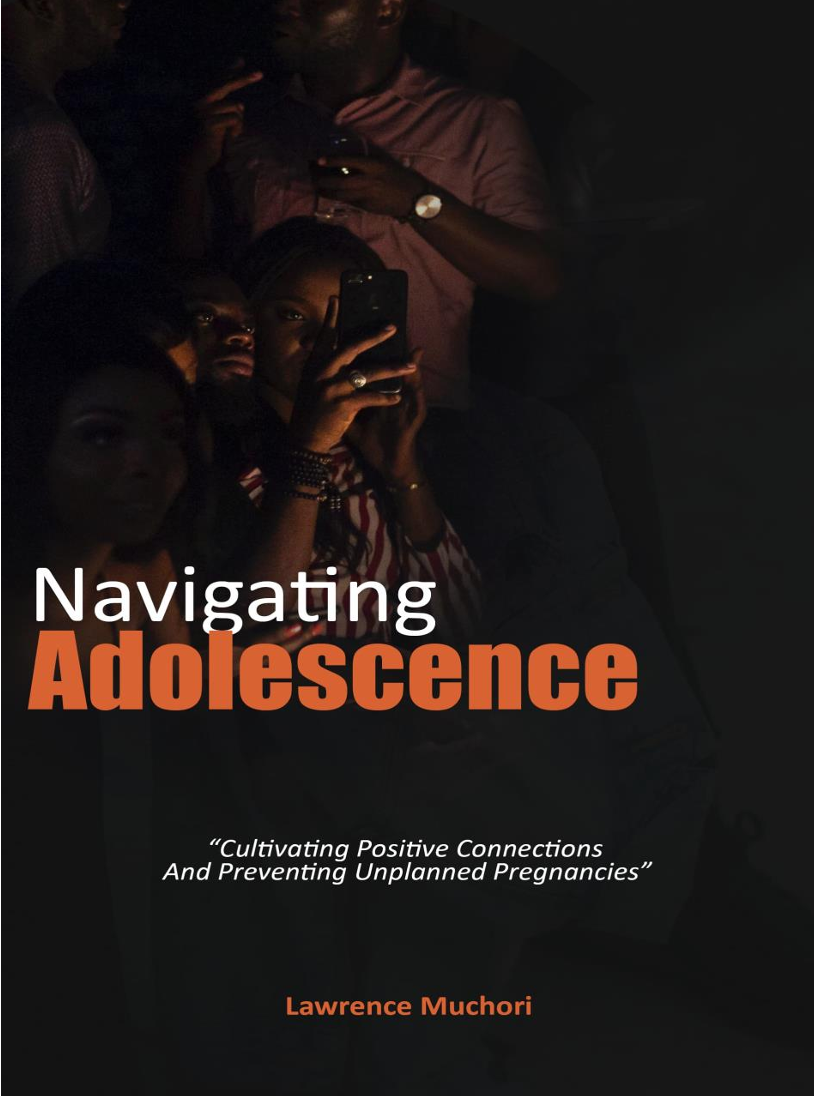 Navigating
Adolescence
“Cultivating Positive Connections
And Preventing Unplanned Pregnancies”
Lawrence Muchori